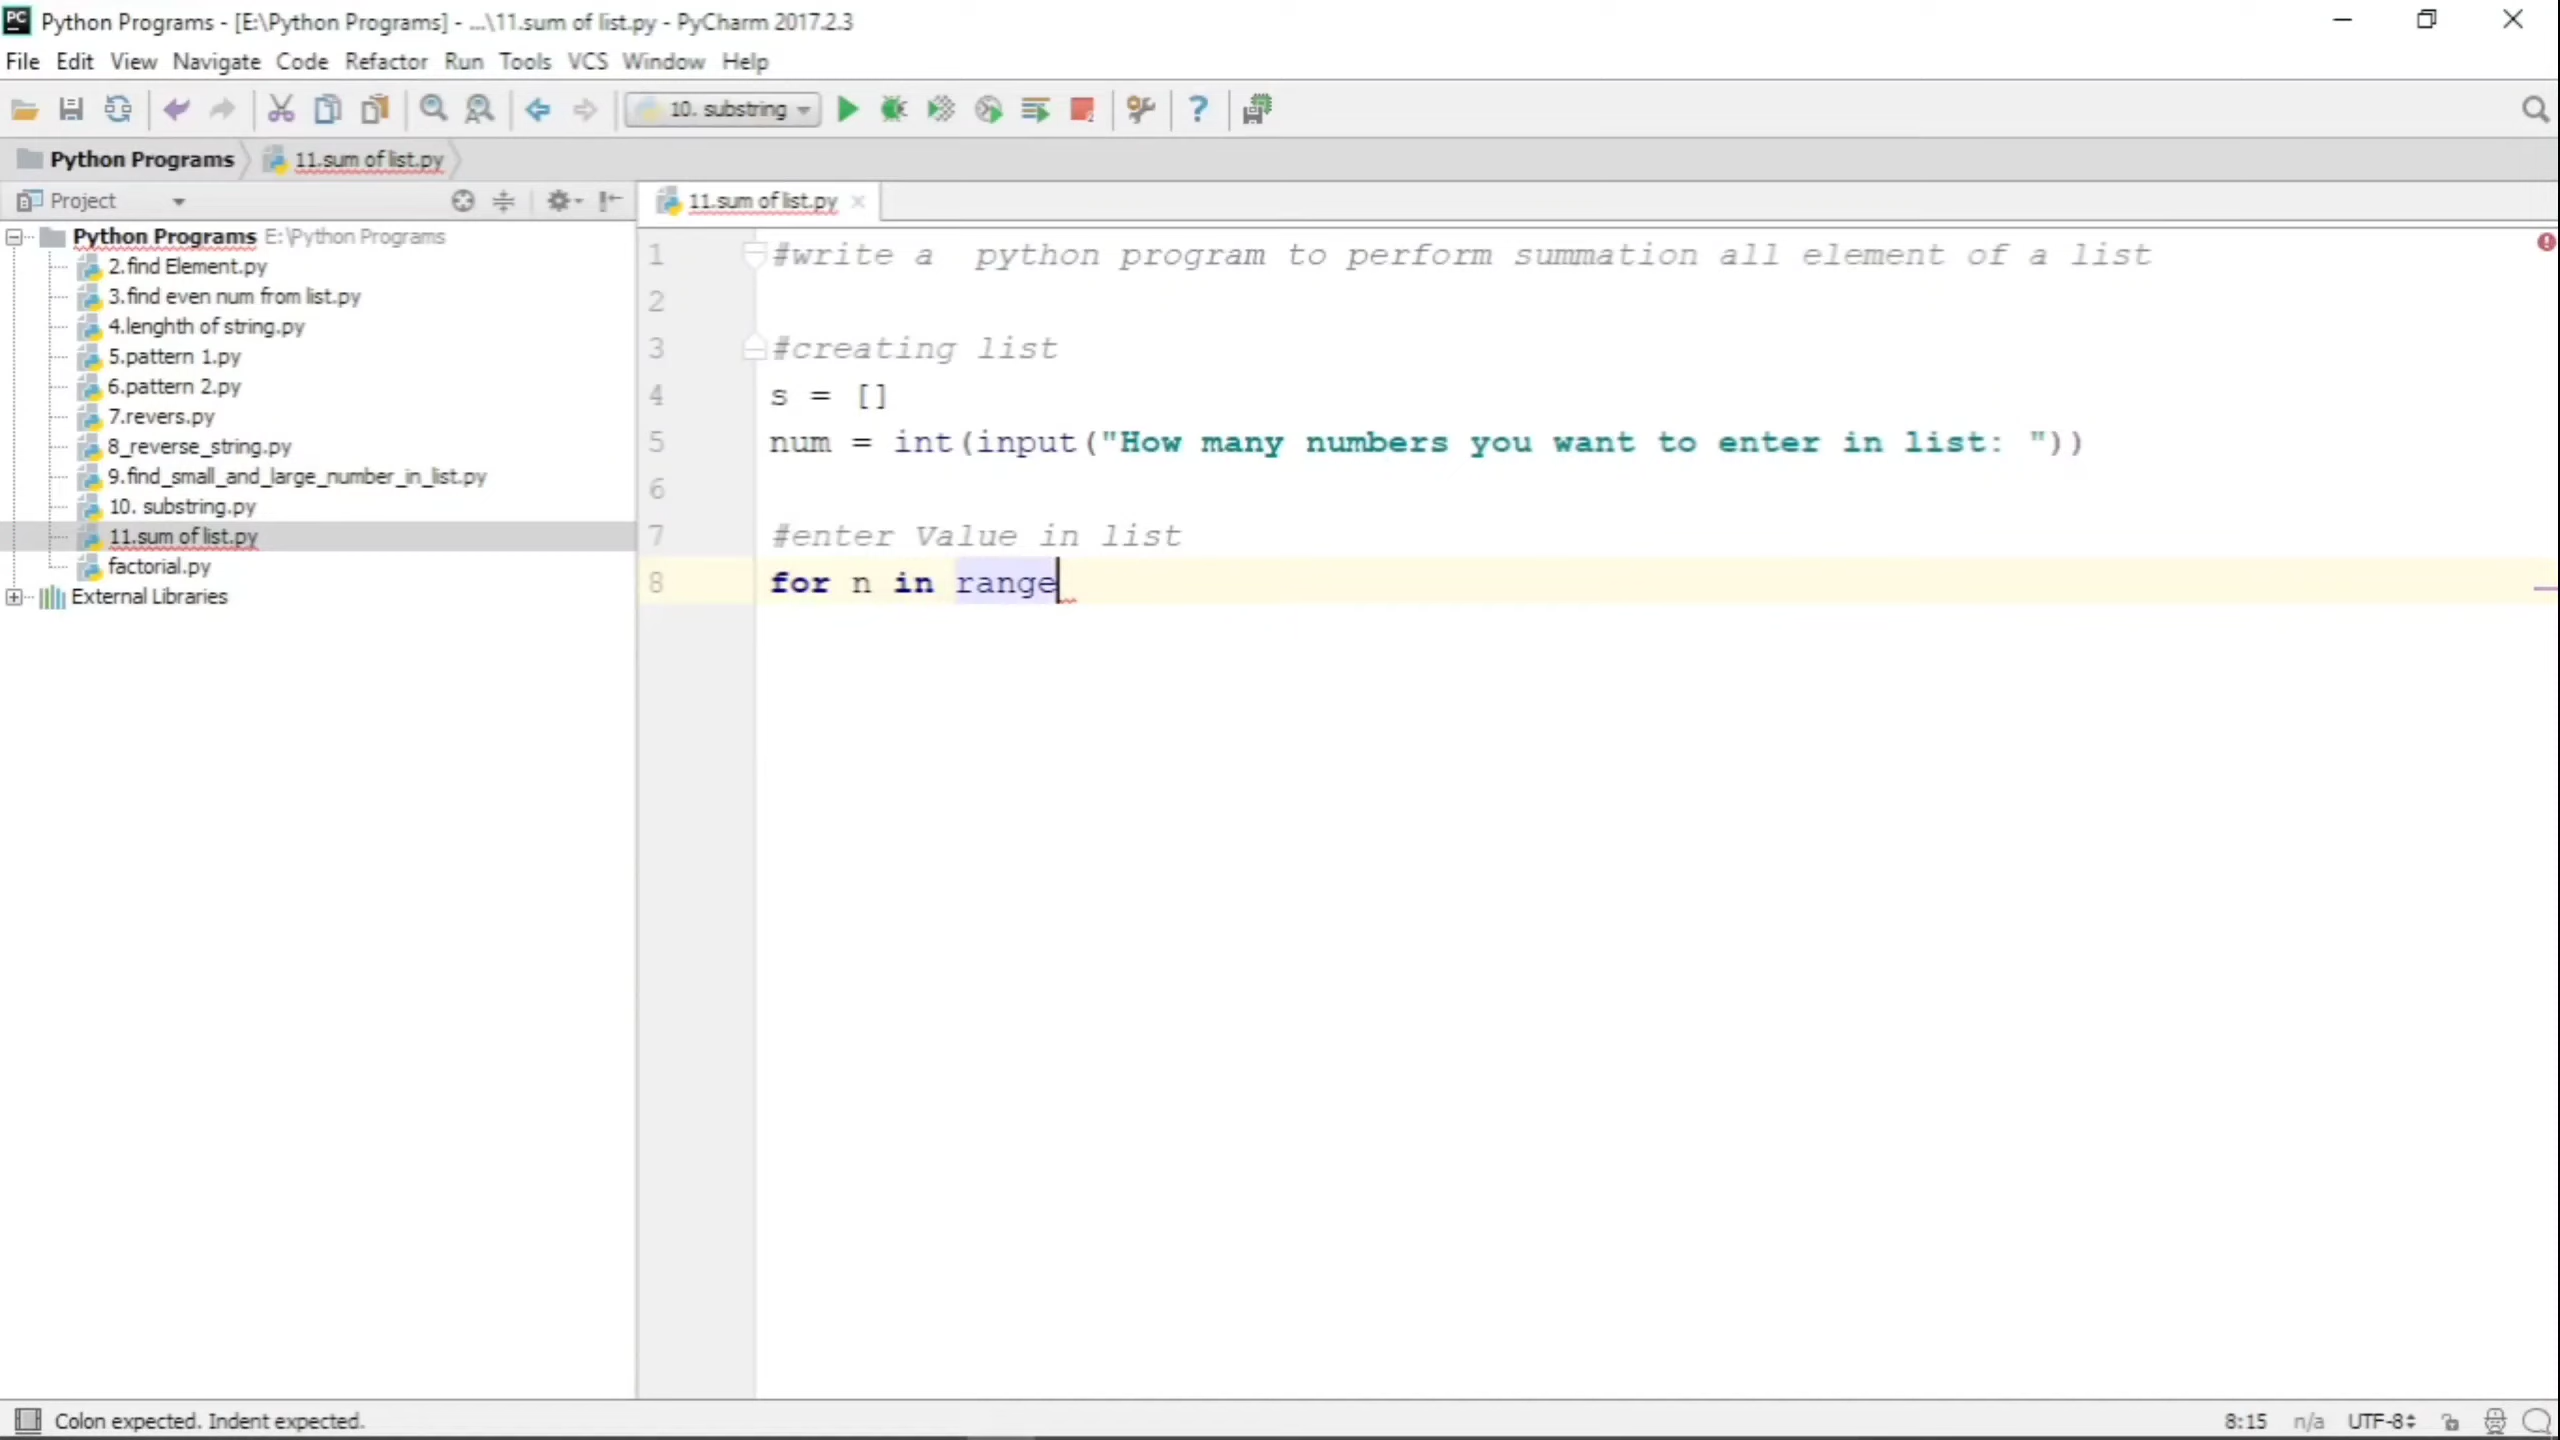 Python Programs - [E:\Python Programs] - ...\11.sum of list.py - PyCharm 2017.2.3
File Edit View Navigate Code Refactor Run Tools VCS Window Help
10. substring
Python Programs 11.sum of list.py
Project
11.sum of list.py
Python Programs E:\Python Programs
2.find Element.py
3.find even num from list.py
4.lenghth of string.py
5.pattern 1.py
6.pattern 2.py
7.revers.py
8_reverse_string.py
9.find_small_and_large_number_in_list.py
10. substring.py
11.sum of list.py
factorial.py
External Libraries
1 #write a  python program to perform summation all element of a list
2
3 #creating list
4 s = []
5 num = int(input("How many numbers you want to enter in list: "))
6
7 #enter Value in list
8 for n in range
Colon expected. Indent expected.
8:15 n/a UTF-8